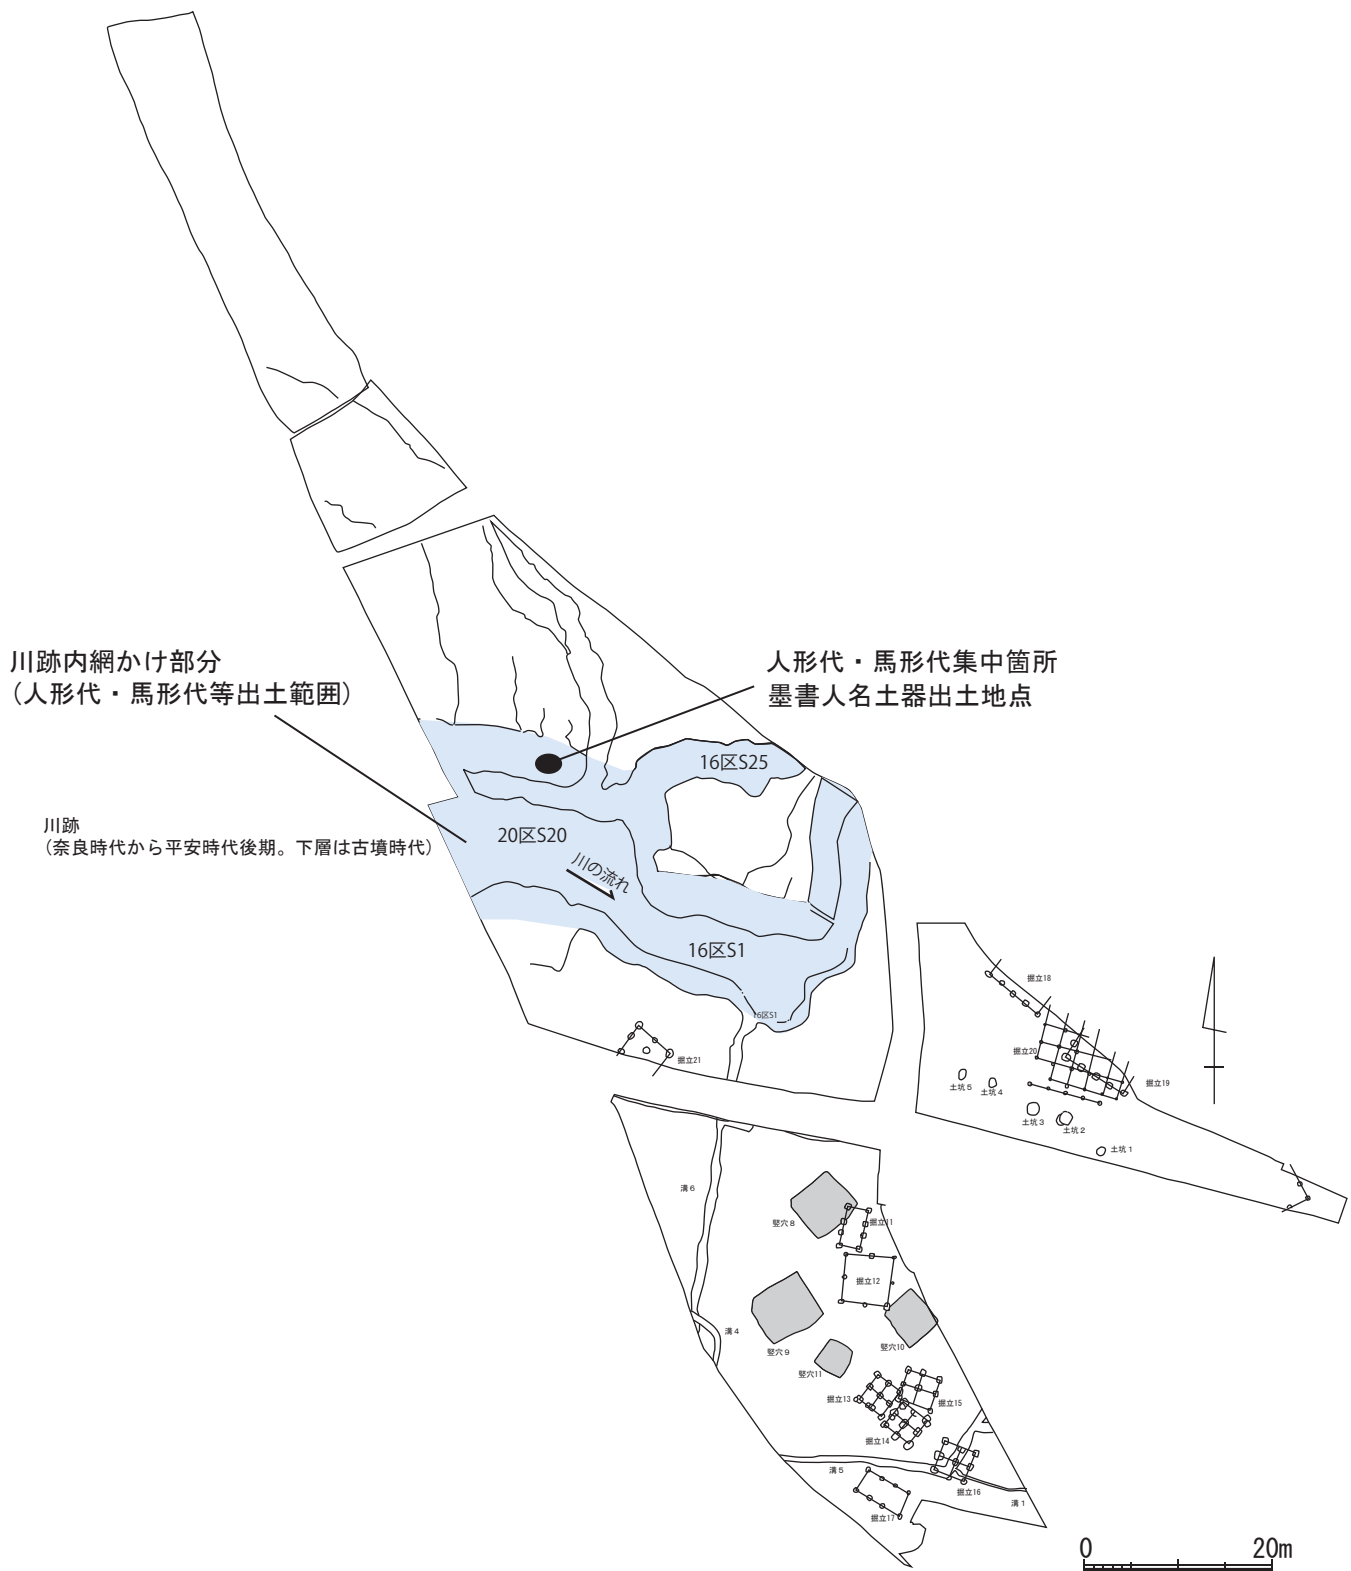 川跡内網かけ部分
（人形代・馬形代等出土範囲）
人形代・馬形代集中箇所
墨書人名土器出土地点
16区S25
川跡
（奈良時代から平安時代後期。下層は古墳時代）
20区S20
川の流れ
16区S1
16区S1
掘立21
掘立18
掘立20
掘立19
土坑5
土坑4
土坑3
土坑2
土坑1
溝6
竪穴8
掘立11
掘立12
溝4
竪穴9
竪穴10
竪穴11
掘立13
掘立15
掘立14
溝5
掘立16
溝1
掘立17
0 20m